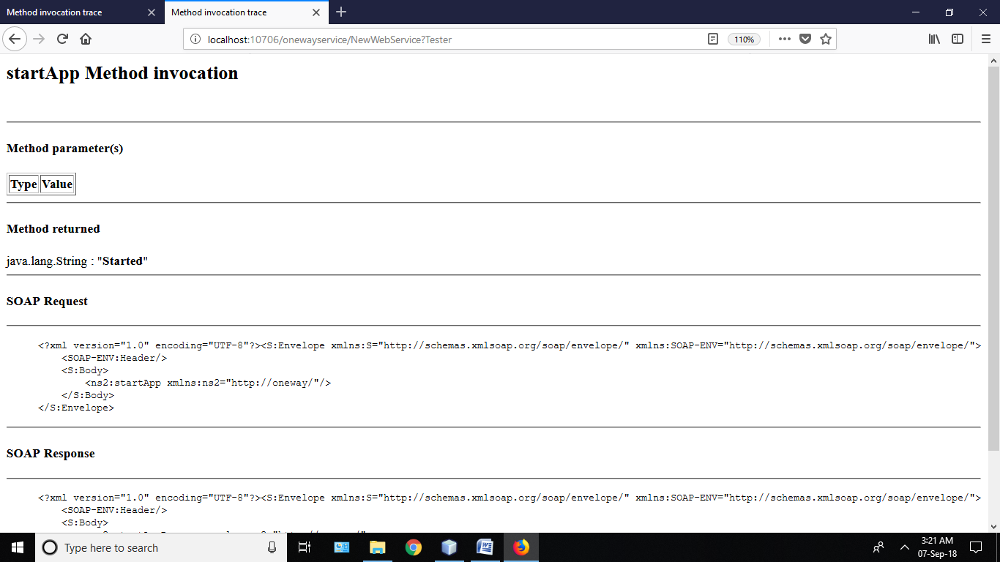 Method invocation trace
Method invocation trace
localhost:10706/onewayservice/NewWebService?Tester
110%
startApp Method invocation
Method parameter(s)
Type Value
Method returned
java.lang.String : "Started"
SOAP Request
<?xml version="1.0" encoding="UTF-8"?><S:Envelope xmlns:S="http://schemas.xmlsoap.org/soap/envelope/" xmlns:SOAP-ENV="http://schemas.xmlsoap.org/soap/envelope/">
<SOAP-ENV:Header/>
<S:Body>
<ns2:startApp xmlns:ns2="http://oneway/"/>
</S:Body>
</S:Envelope>
SOAP Response
<?xml version="1.0" encoding="UTF-8"?><S:Envelope xmlns:S="http://schemas.xmlsoap.org/soap/envelope/" xmlns:SOAP-ENV="http://schemas.xmlsoap.org/soap/envelope/">
<SOAP-ENV:Header/>
<S:Body>
Type here to search
3:21 AM
07-Sep-18